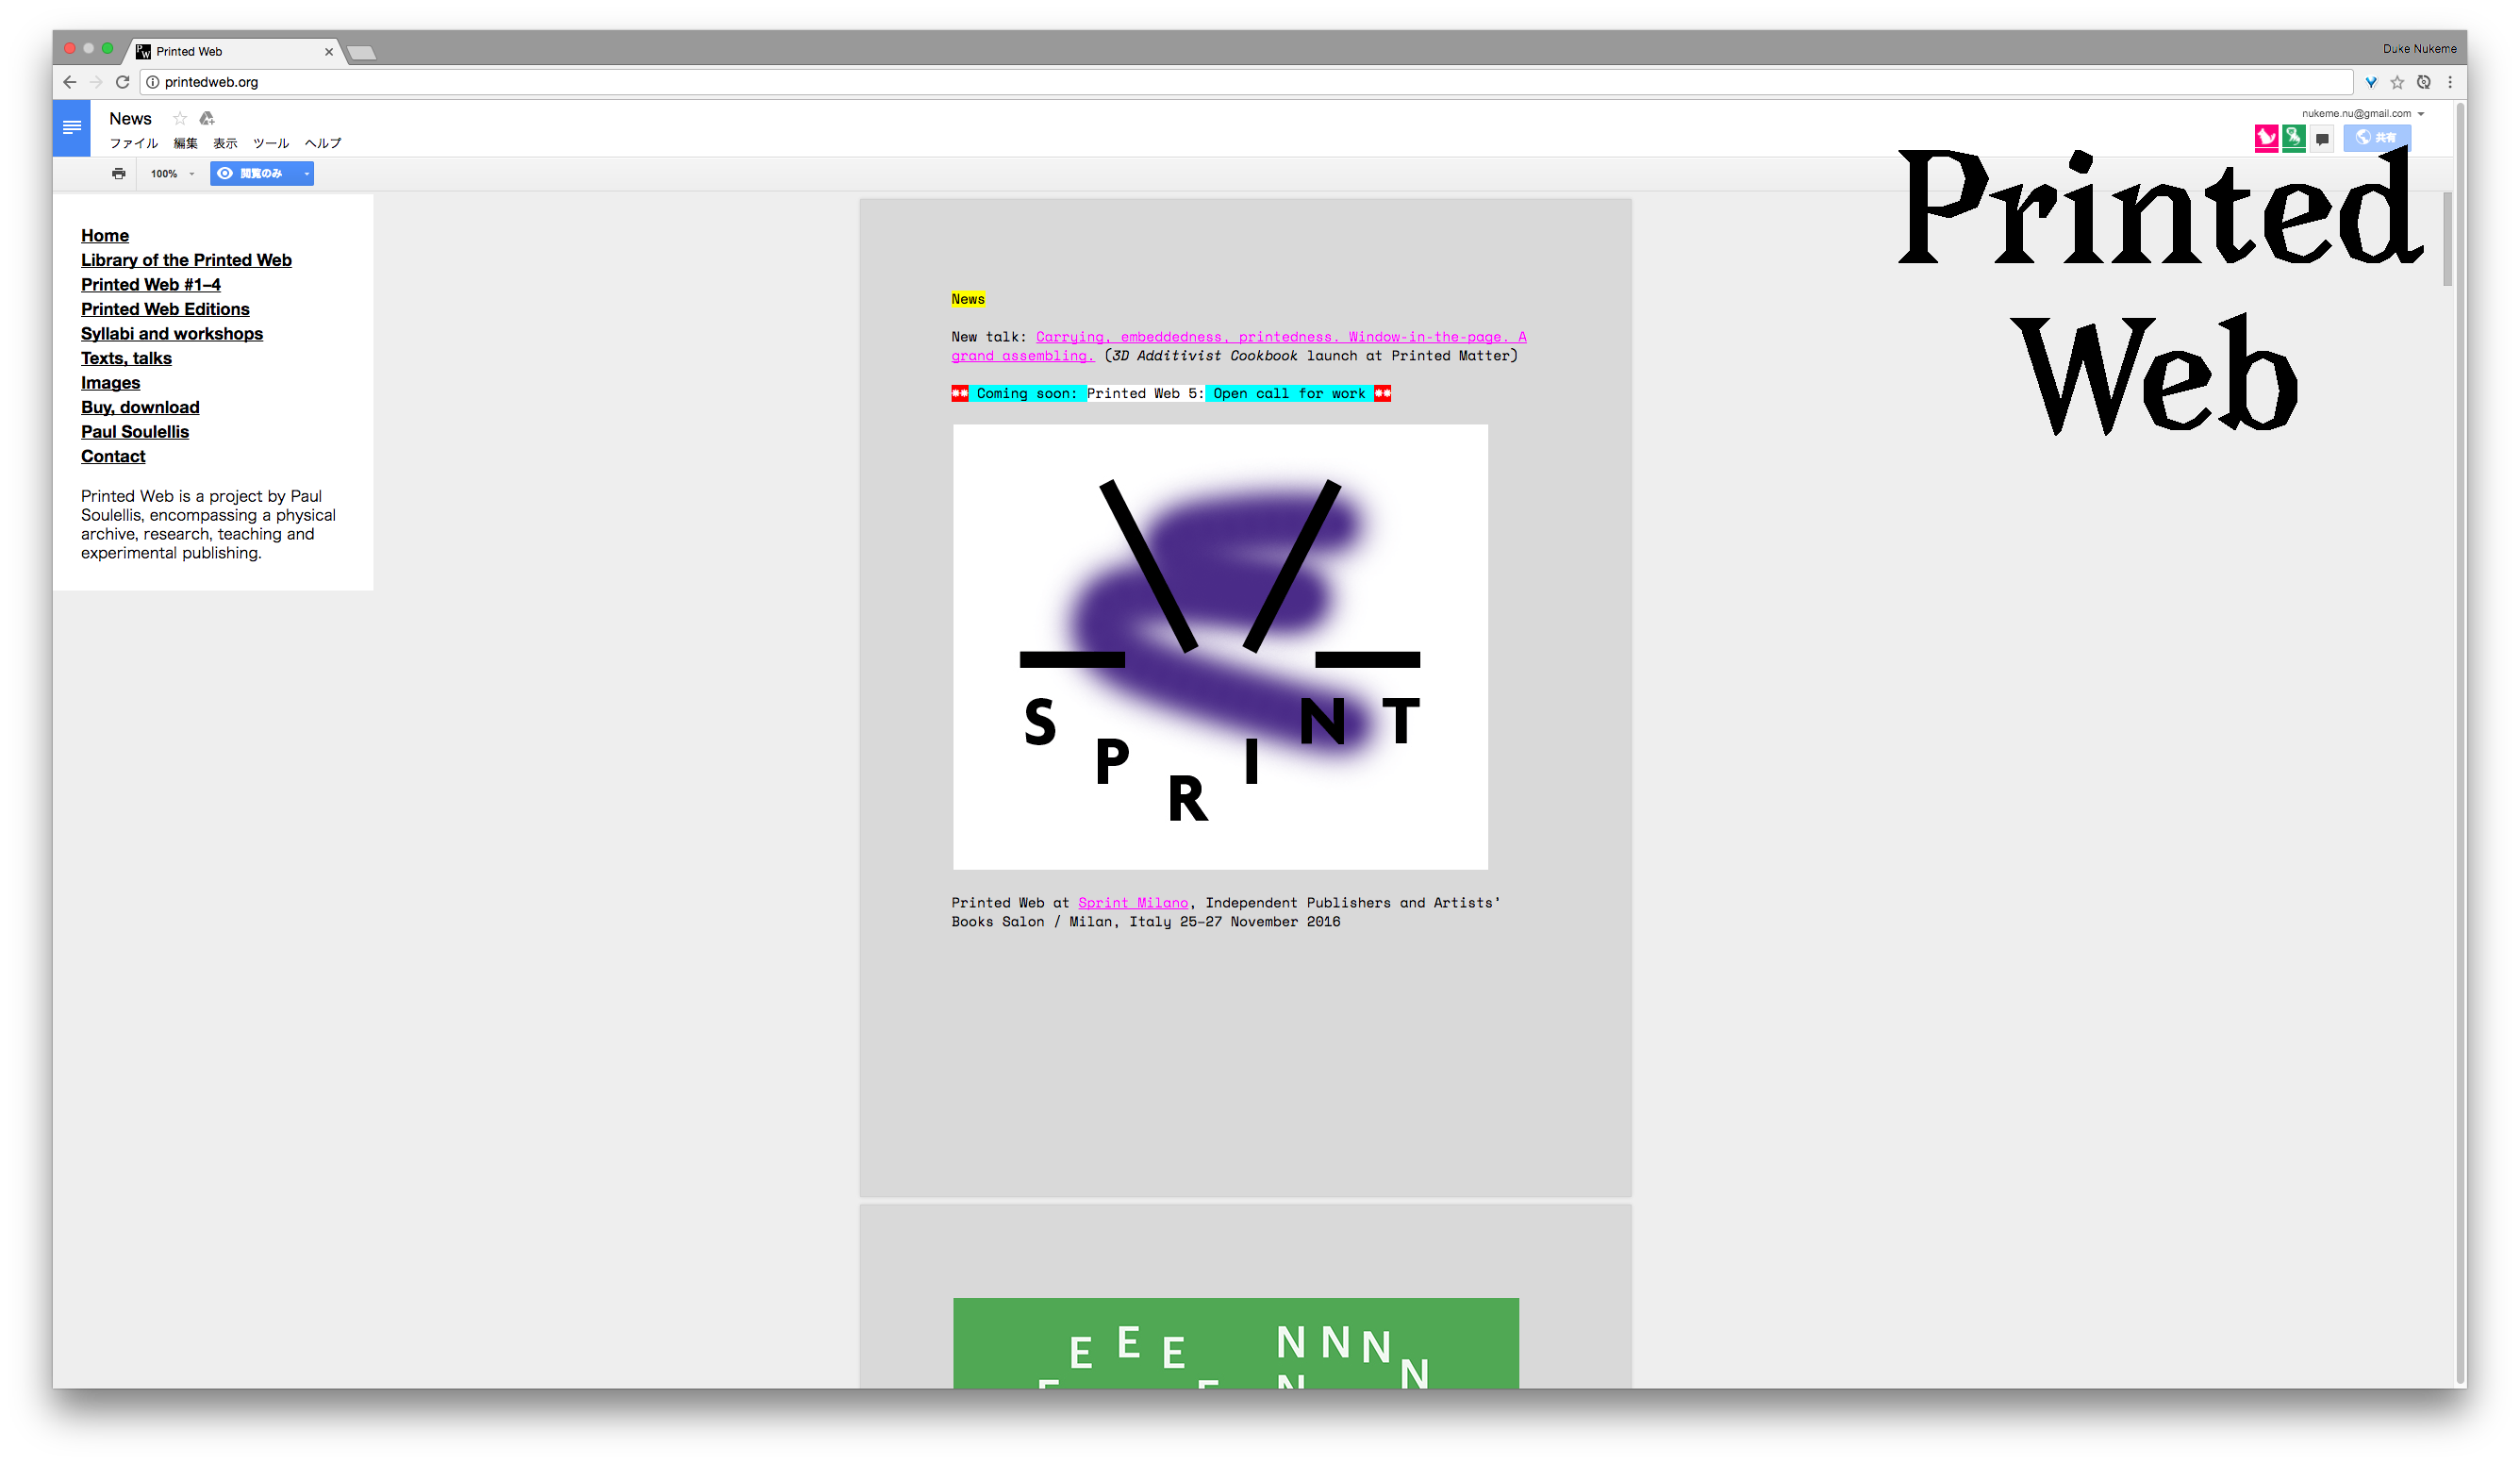 Printed Web
Duke Nukeme
printedweb.org
News
nukeme.nu@gmail.com
ファイル 編集 表示 ツール ヘルプ
共有
100%
閲覧のみ
Printed
Web
Home
Library of the Printed Web
Printed Web #1–4
Printed Web Editions
Syllabi and workshops
Texts, talks
Images
Buy, download
Paul Soulellis
Contact
Printed Web is a project by Paul
Soulellis, encompassing a physical
archive, research, teaching and
experimental publishing.
News
New talk: Carrying, embeddedness, printedness. Window-in-the-page. A
grand assembling. (3D Additivist Cookbook launch at Printed Matter)
** Coming soon: Printed Web 5: Open call for work **
SPRINT
Printed Web at Sprint Milano, Independent Publishers and Artists’
Books Salon / Milan, Italy 25–27 November 2016
E E E N N N N
E E N